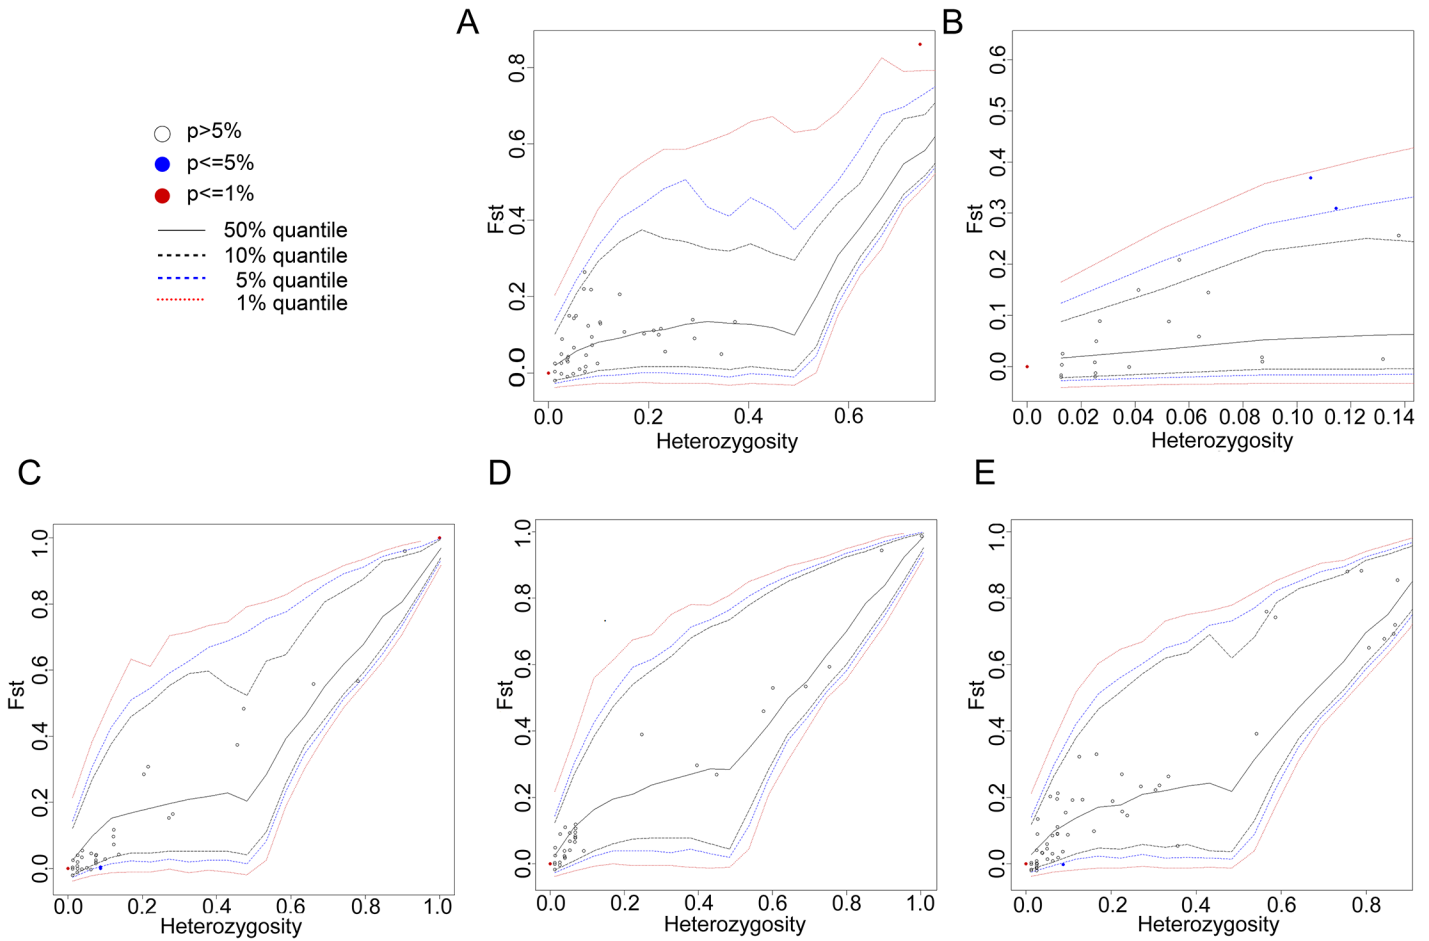 A
B
p>5%
p<=5%
p<=1%
50% quantile
10% quantile
5% quantile
1% quantile
Fst
0.8
0.6
0.4
0.2
0.0
0.0 0.2 0.4 0.6
Heterozygosity
Fst
0.6
0.5
0.4
0.3
0.2
0.1
0.0
0.0 0.02 0.04 0.06 0.08 0.10 0.12 0.14
Heterozygosity
C
D
E
Fst
1.0
0.8
0.6
0.4
0.2
0.0
0.0 0.2 0.4 0.6 0.8 1.0
Heterozygosity
Fst
1.0
0.8
0.6
0.4
0.2
0.0
0.0 0.2 0.4 0.6 0.8 1.0
Heterozygosity
Fst
1.0
0.8
0.6
0.4
0.2
0.0
0.0 0.2 0.4 0.6 0.8
Heterozygosity